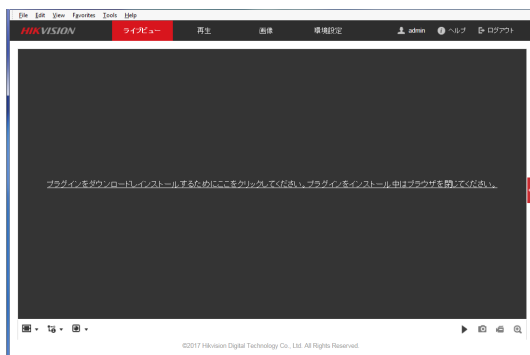 File Edit View Favorites Tools Help
HIKVISION ライブビュー 再生 画像 環境設定 admin ヘルプ ログアウト
プラグインをダウンロードしインストールするためにここをクリックしてください。プラグインをインストール中はブラウザを閉じてください。
©2017 Hikvision Digital Technology Co., Ltd. All Rights Reserved.